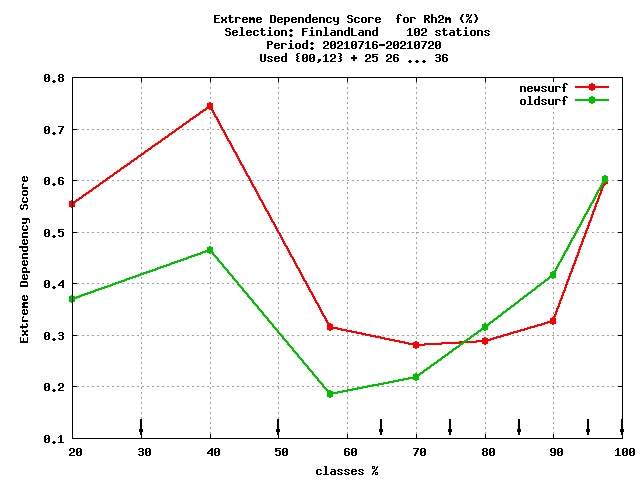 Extreme Dependency Score  for Rh2m (%)
Selection: FinlandLand    102 stations
Period: 20210716-20210720
Used {00,12} + 25 26 ... 36
newsurf
oldsurf
0.8
0.7
0.6
0.5
0.4
0.3
0.2
0.1
Extreme Dependency Score
20 30 40 50 60 70 80 90 100
classes %